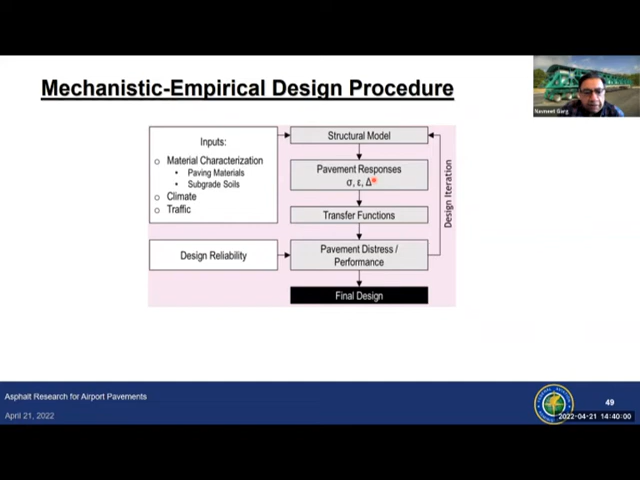 Mechanistic-Empirical Design Procedure
Navneet Garg
Inputs:
Material Characterization
Paving Materials
Subgrade Soils
Climate
Traffic
Design Reliability
Structural Model
Pavement Responses
σ, ε, Δ
Transfer Functions
Pavement Distress /
Performance
Final Design
Design Iteration
Asphalt Research for Airport Pavements
April 21, 2022
49
2022-04-21 14:40:00